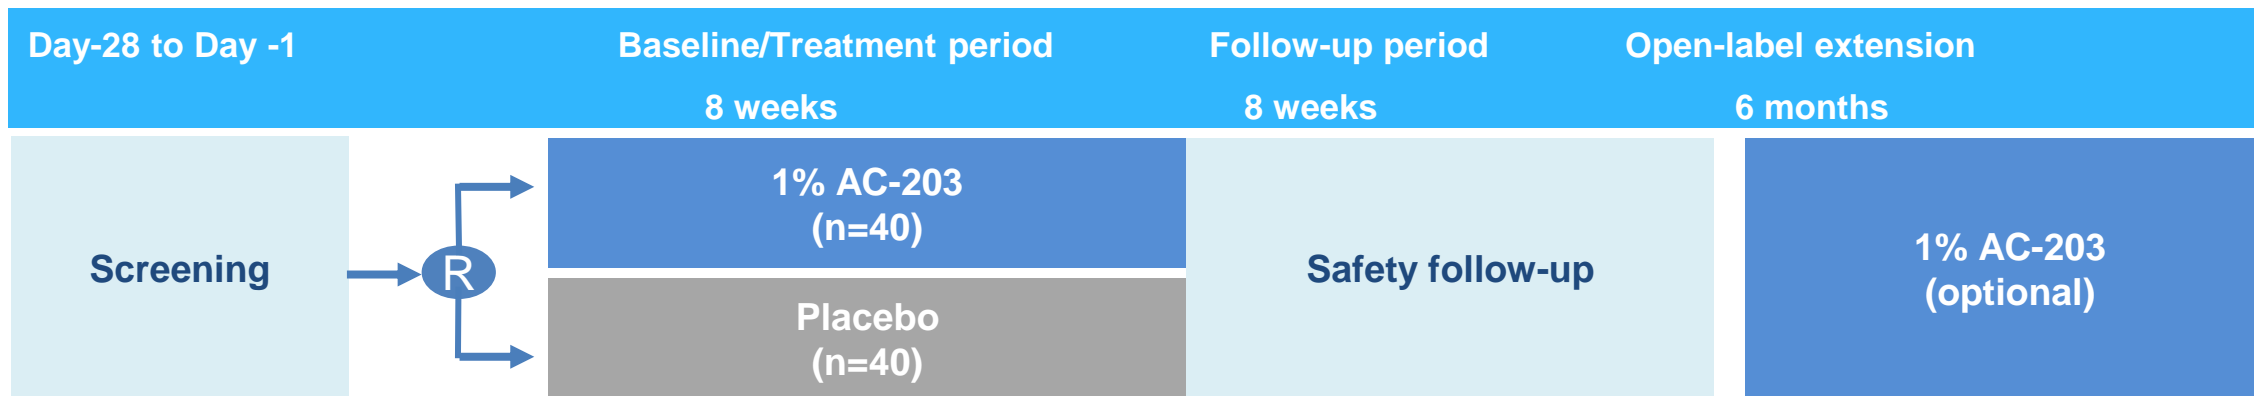 Day-28 to Day -1
Baseline/Treatment period
Follow-up period
Open-label extension
8 weeks
8 weeks
6 months
Screening
R
1% AC-203
(n=40)
Placebo
(n=40)
Safety follow-up
1% AC-203
(optional)